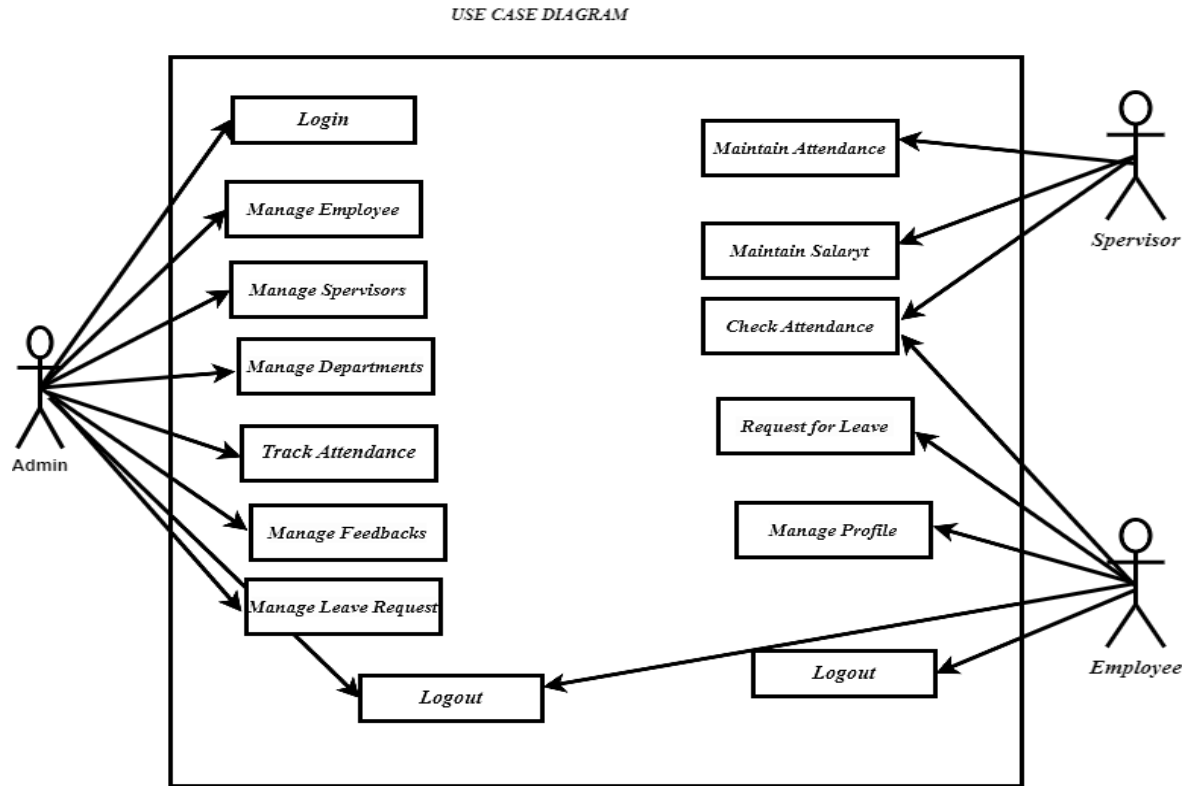 USE CASE DIAGRAM
Login
Manage Employee
Manage Spervisors
Manage Departments
Track Attendance
Manage Feedbacks
Manage Leave Request
Logout
Admin
Maintain Attendance
Maintain Salaryt
Check Attendance
Request for Leave
Manage Profile
Logout
Spervisor
Employee